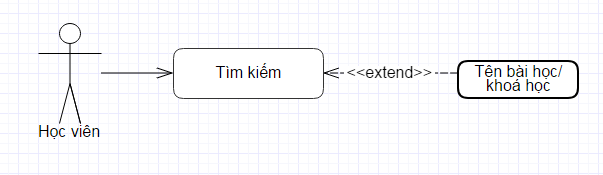 Tìm kiếm
<<extend>>
Tên bài học/
khoá học
Học viên